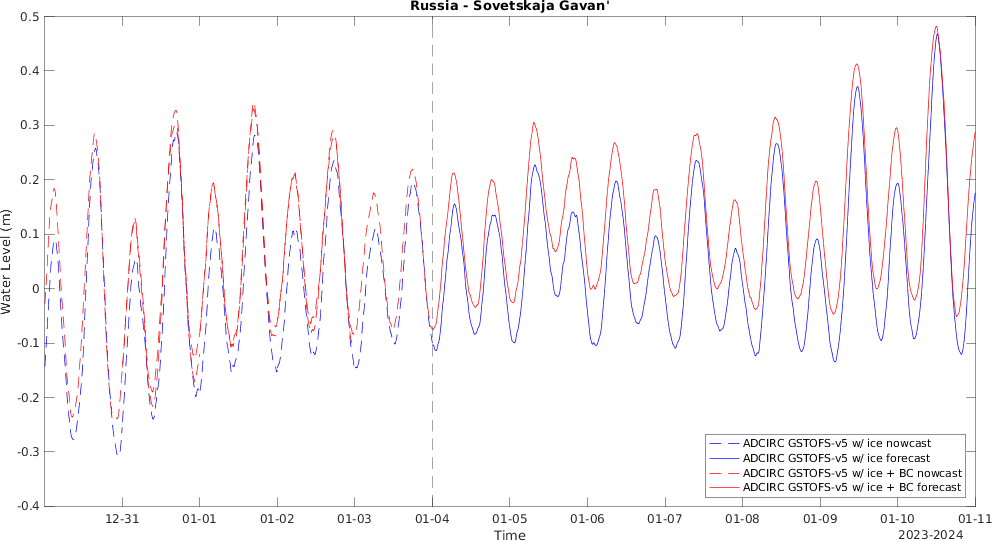 Russia - Sovetskaja Gavan'
0.5
0.4
0.3
0.2
0.1
0
-0.1
-0.2
-0.3
-0.4
Water Level (m)
ADCIRC GSTOFS-v5 w/ ice nowcast
ADCIRC GSTOFS-v5 w/ ice forecast
ADCIRC GSTOFS-v5 w/ ice + BC nowcast
ADCIRC GSTOFS-v5 w/ ice + BC forecast
12-31 01-01 01-02 01-03 01-04 01-05 01-06 01-07 01-08 01-09 01-10 01-11
Time
2023-2024